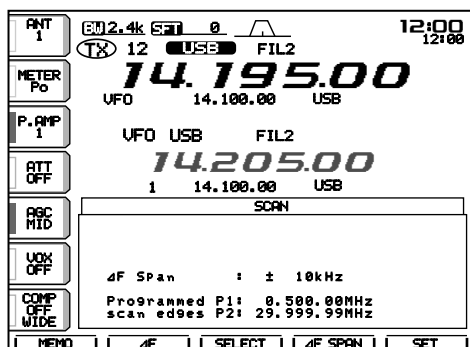 ANT
1
BW 2.4k SFT 0
12:00
12:00
TX 12 USB FIL2
METER
Po
14.195.00
VFO 14.100.00 USB
P.AMP
1
VFO USB FIL2
ATT
OFF
14.205.00
1 14.100.00 USB
AGC
MID
SCAN
VOX
OFF
⊿F Span : ± 10kHz
COMP
OFF
WIDE
Programmed P1: 0.500.00MHz
scan edges P2: 29.999.99MHz
MEMO ⊿F SELECT ⊿F SPAN SET